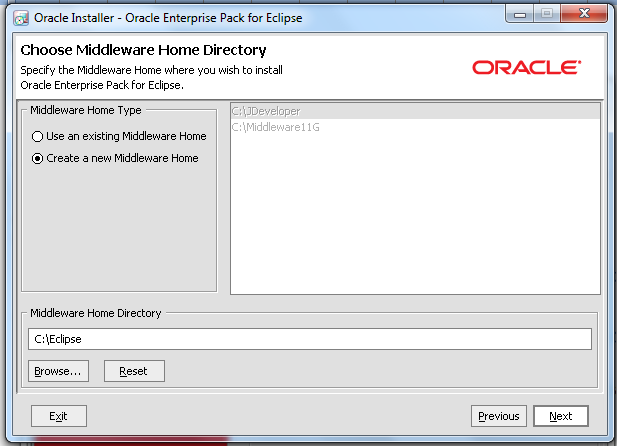 Oracle Installer - Oracle Enterprise Pack for Eclipse
Choose Middleware Home Directory
Specify the Middleware Home where you wish to install
Oracle Enterprise Pack for Eclipse.
ORACLE
Middleware Home Type
Use an existing Middleware Home
Create a new Middleware Home
C:\JDeveloper
C:\Middleware11G
Middleware Home Directory
C:\Eclipse
Browse...
Reset
Exit
Previous
Next